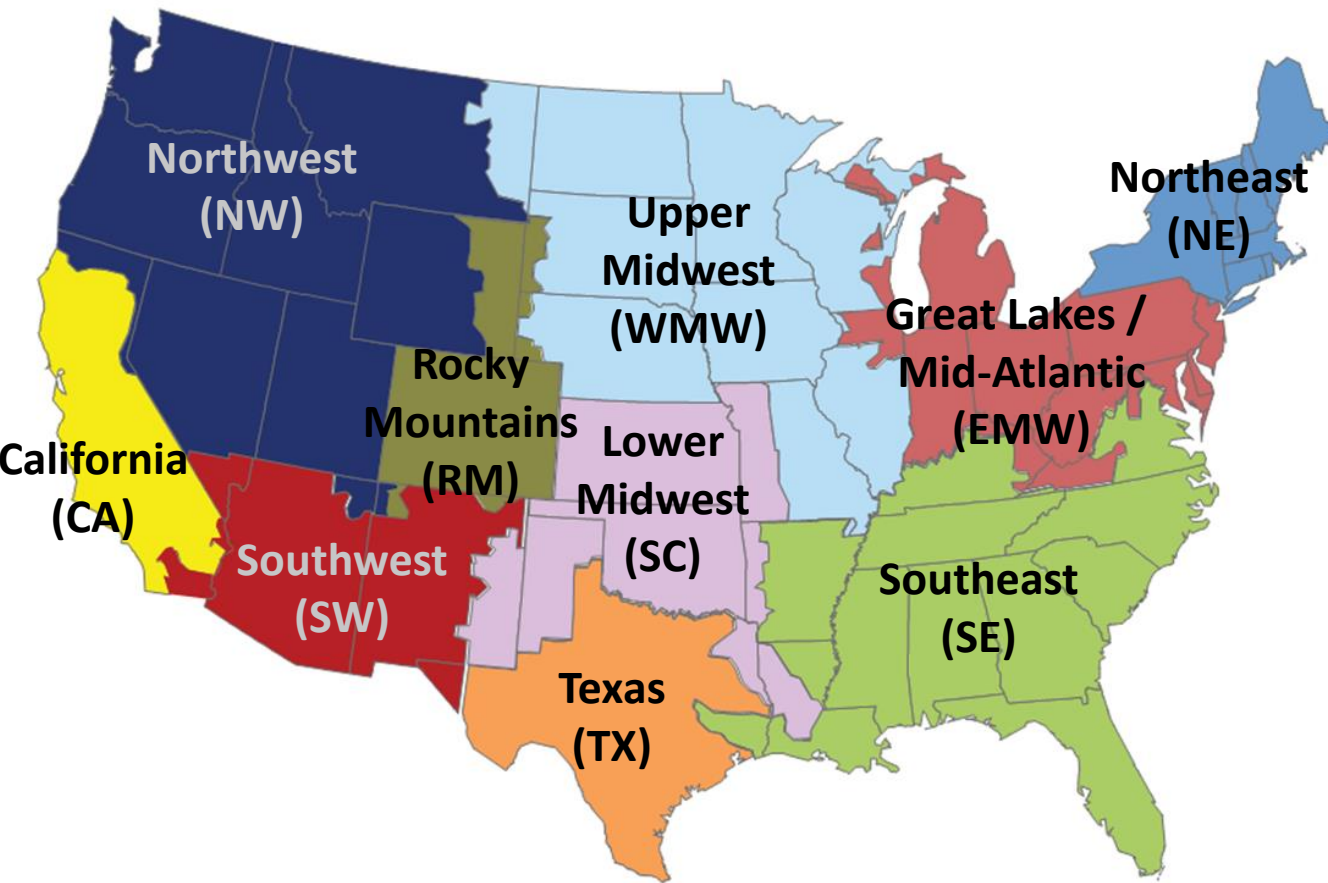 Northwest
(NW)
Upper
Midwest
(WMW)
Northeast
(NE)
Great Lakes /
Mid-Atlantic
(EMW)
Rocky
Mountains
(RM)
Lower
Midwest
(SC)
California
(CA)
Southwest
(SW)
Southeast
(SE)
Texas
(TX)